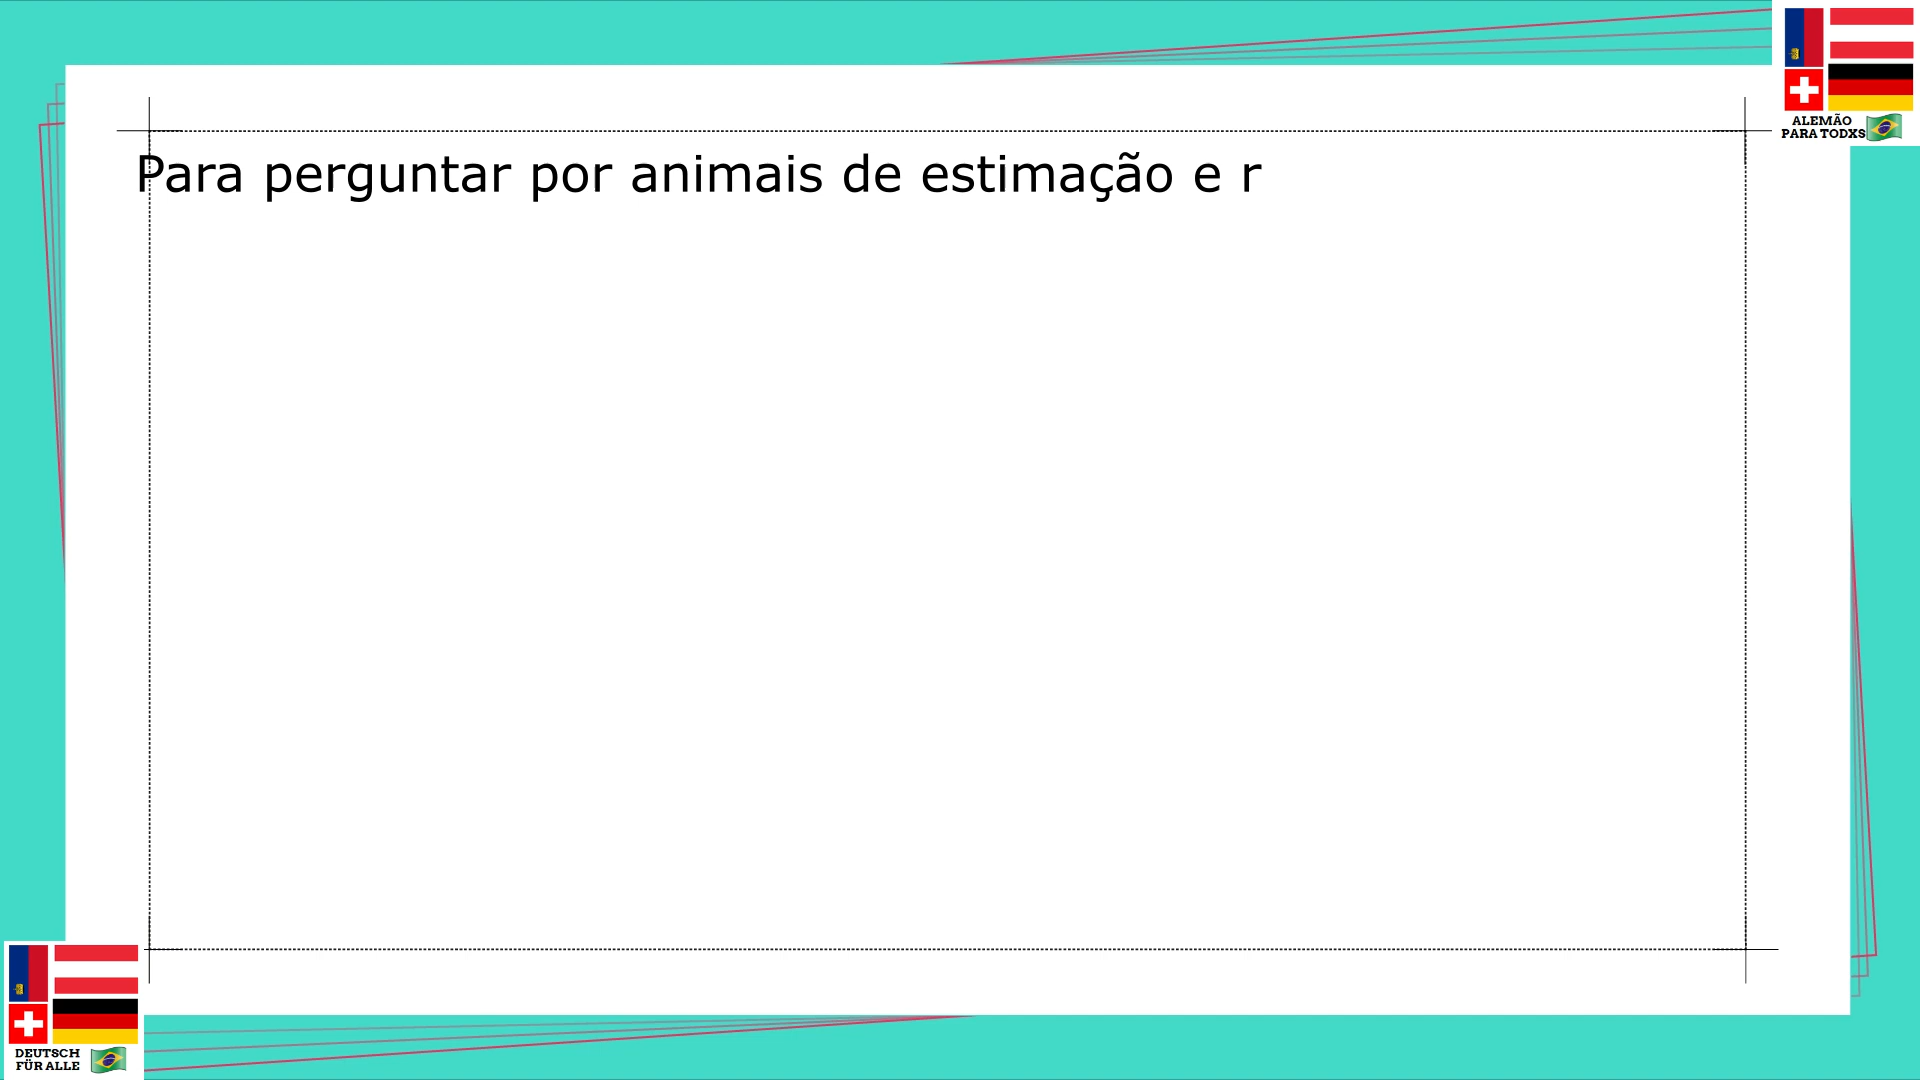 ALEMÃO
PARA TODXS
Para perguntar por animais de estimação e r
DEUTSCH
FÜR ALLE